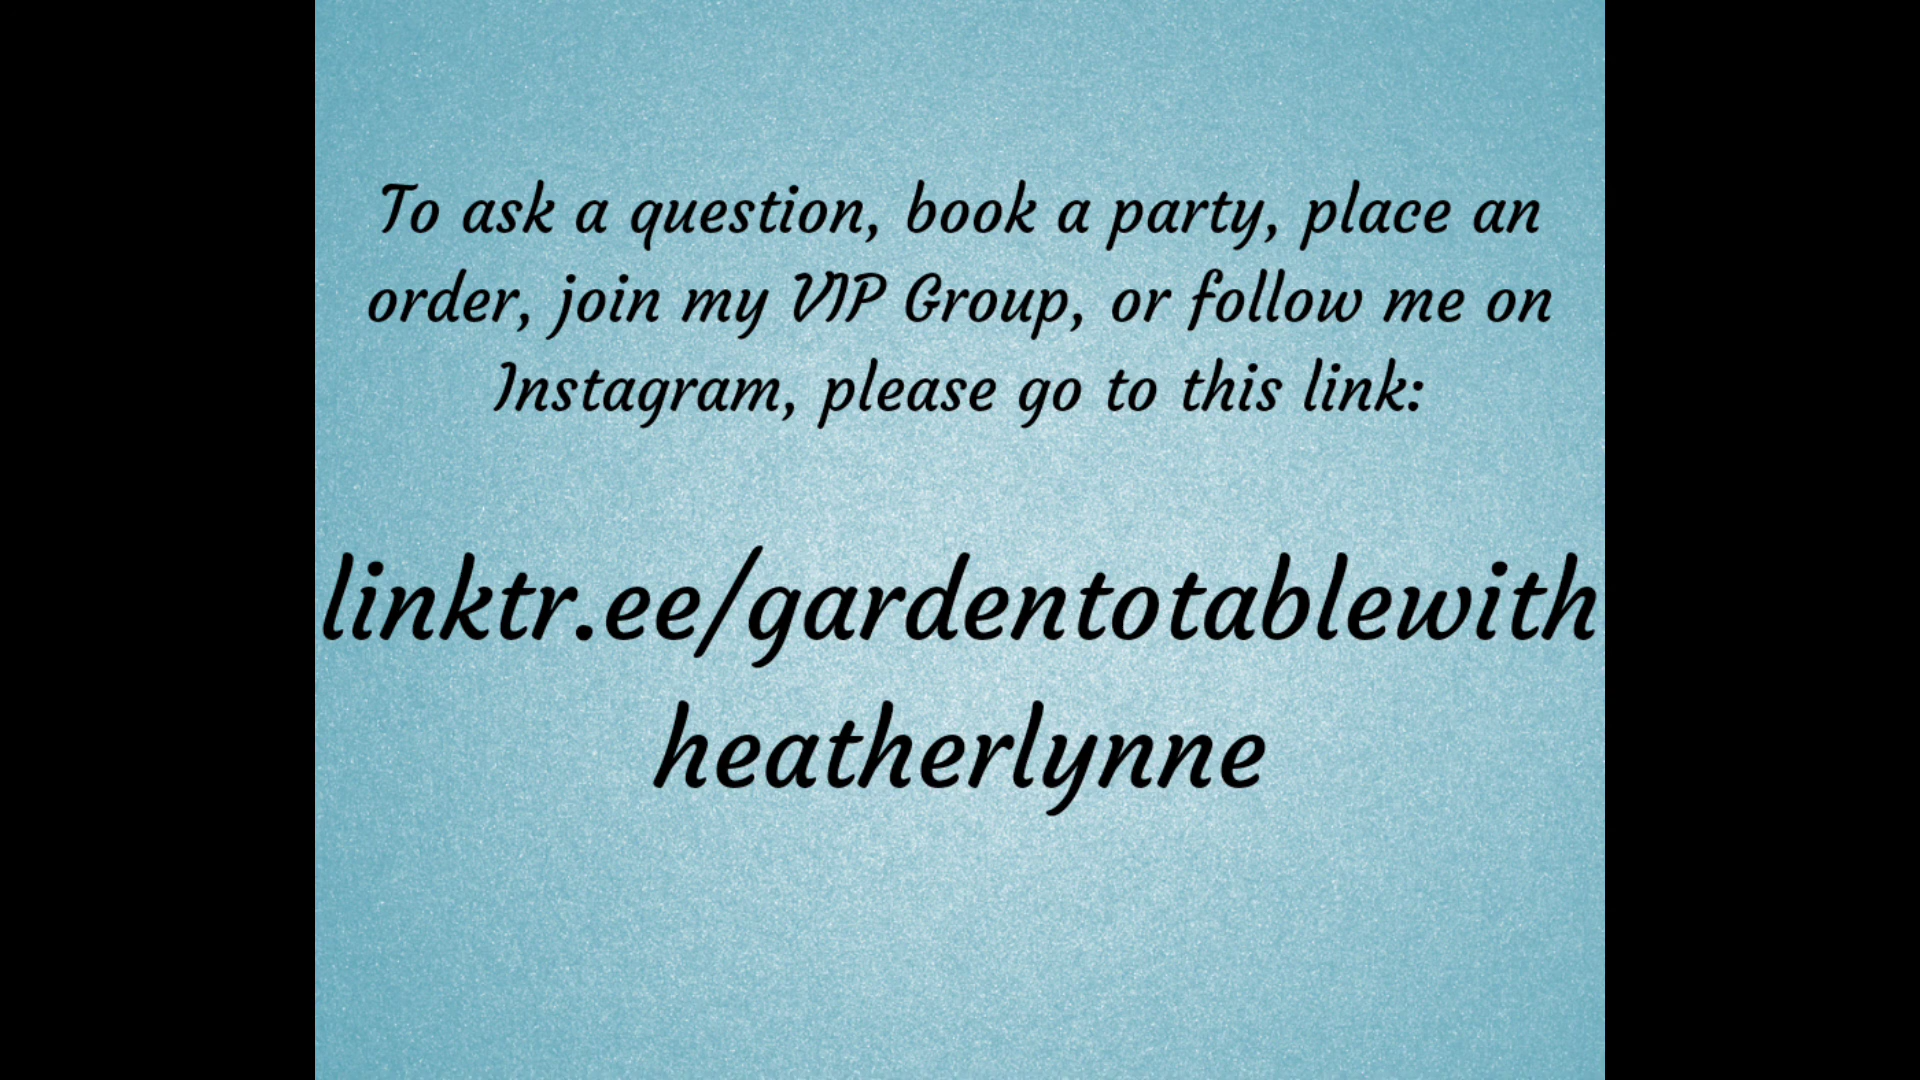 To ask a question, book a party, place an
order, join my VIP Group, or follow me on
Instagram, please go to this link:
linktr.ee/gardentotablewith
heatherlynne